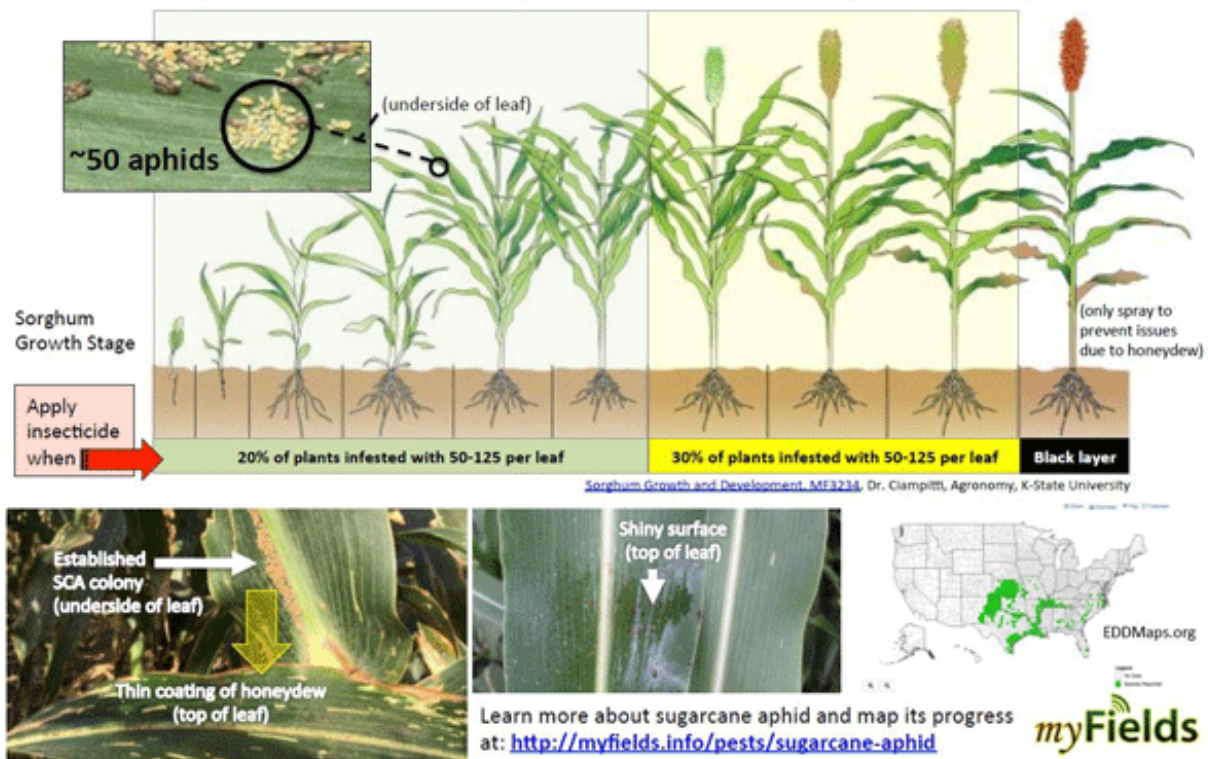 (underside of leaf)
~50 aphids
Sorghum
Growth Stage
(only spray to
prevent issues
due to honeydew)
Apply
insecticide
when
20% of plants infested with 50-125 per leaf
30% of plants infested with 50-125 per leaf
Black layer
Sorghum Growth and Development, MF3234, Dr. Ciampitti, Agronomy, K-State University
Established
SCA colony
(underside of leaf)
Thin coating of honeydew
(top of leaf)
Shiny surface
(top of leaf)
EDDMaps.org
Learn more about sugarcane aphid and map its progress
at: http://myfields.info/pests/sugarcane-aphid
myFields